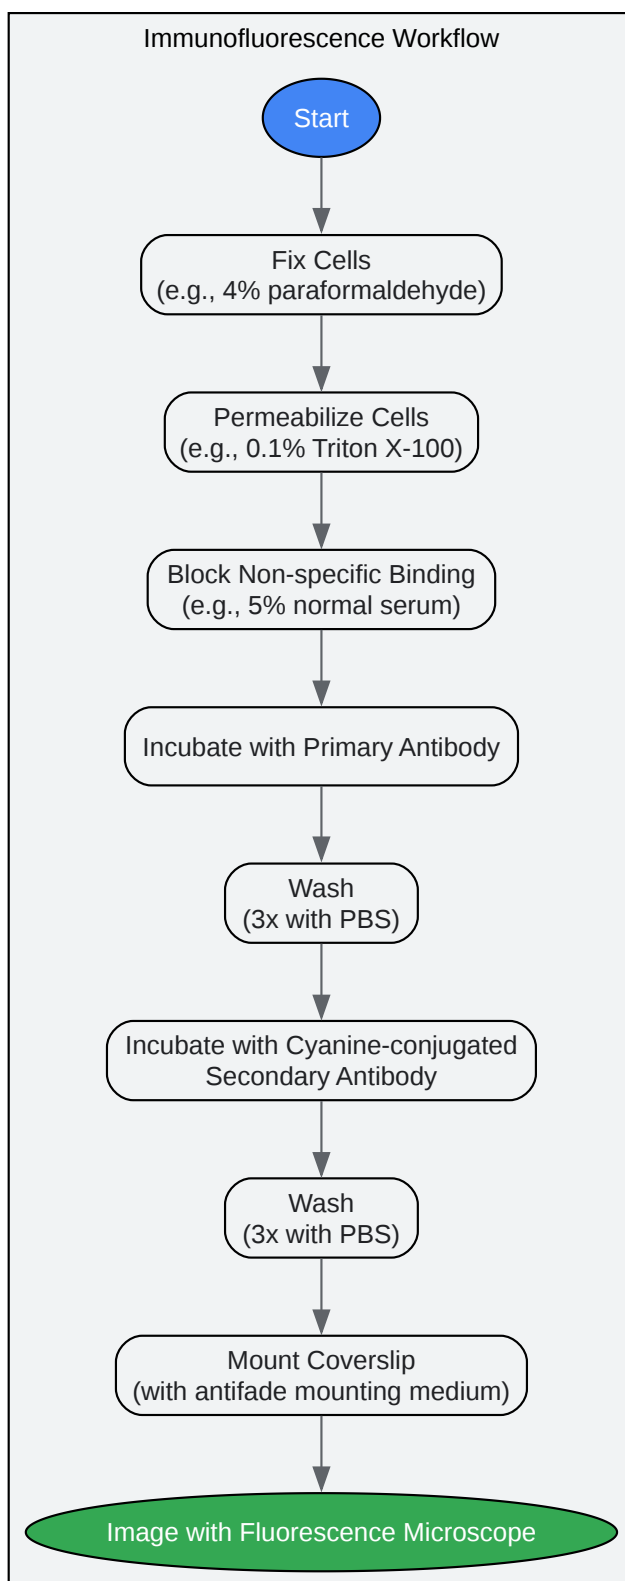 Immunofluorescence Workflow
Start
Fix Cells
(e.g., 4% paraformaldehyde)
Permeabilize Cells
(e.g., 0.1% Triton X-100)
Block Non-specific Binding
(e.g., 5% normal serum)
Incubate with Primary Antibody
Wash
(3x with PBS)
Incubate with Cyanine-conjugated
Secondary Antibody
Wash
(3x with PBS)
Mount Coverslip
(with antifade mounting medium)
Image with Fluorescence Microscope